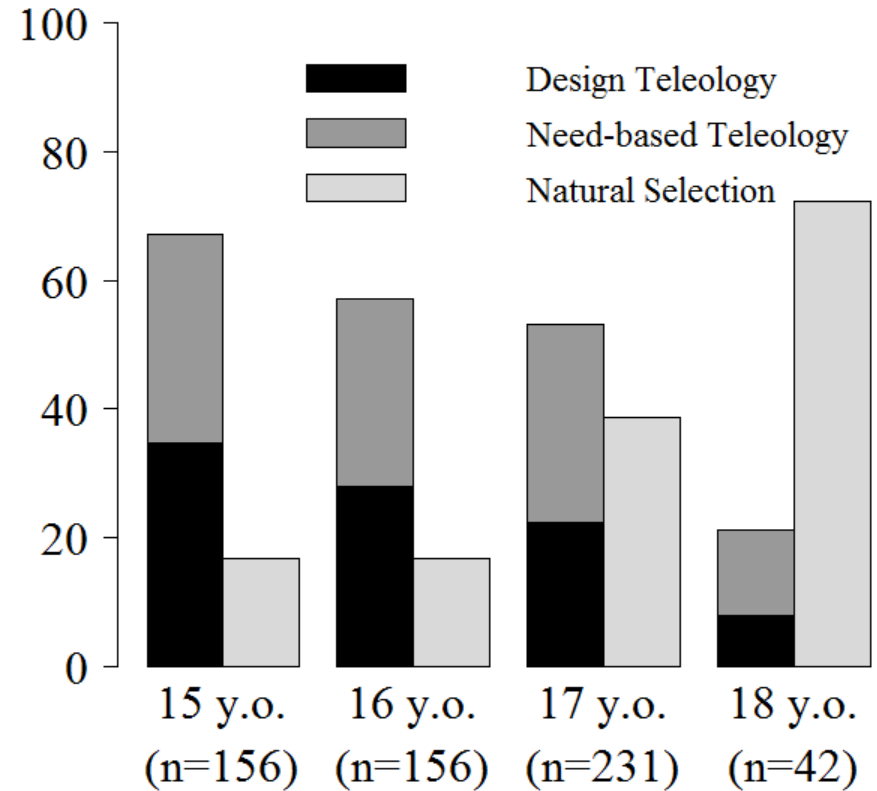 100
80
60
40
20
0
Design Teleology
Need-based Teleology
Natural Selection
15 y.o. 16 y.o. 17 y.o. 18 y.o.
(n=156) (n=156) (n=231) (n=42)